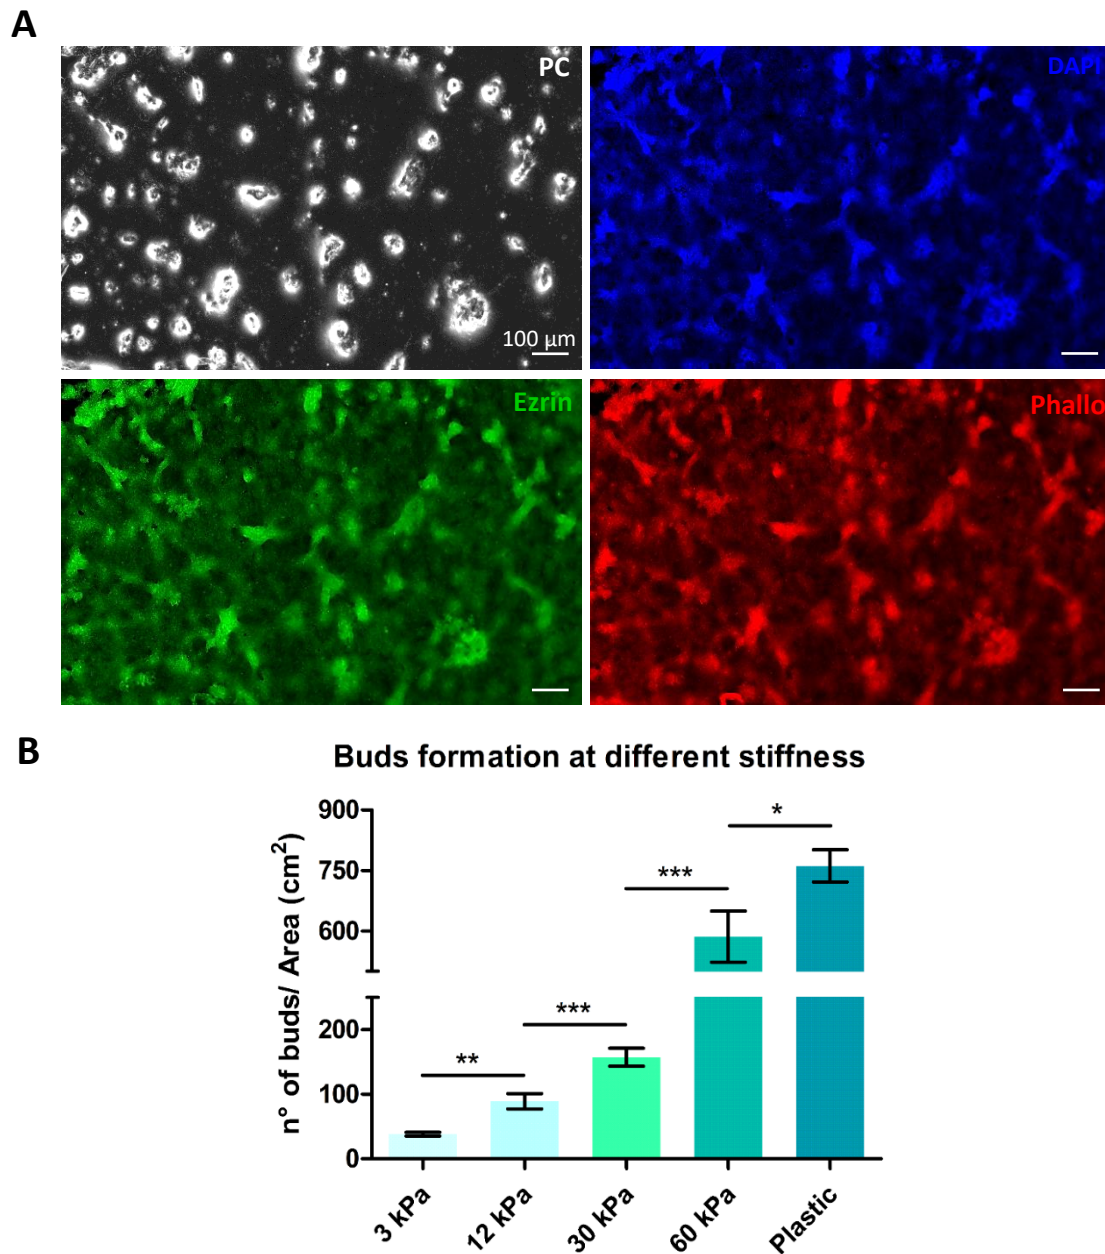 A
PC
DAPI
100 µm
Ezrin
Phallo
B
Buds formation at different stiffness
n° of buds/ Area (cm²)
900
750
600
200
100
0
*
***
***
**
3 kPa
12 kPa
30 kPa
60 kPa
Plastic